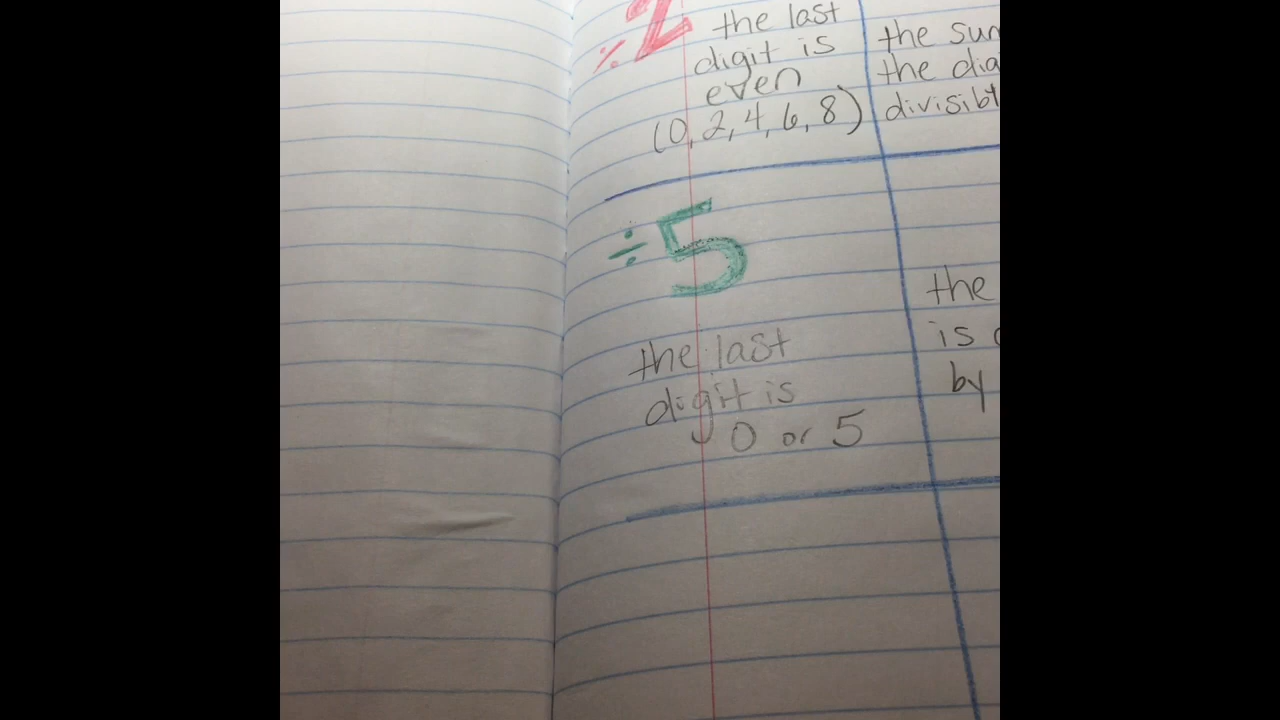 ÷2
the last
digit is
even
(0, 2, 4, 6, 8)
the
the
÷5
the last
digit is
0 or 5
the
is
by